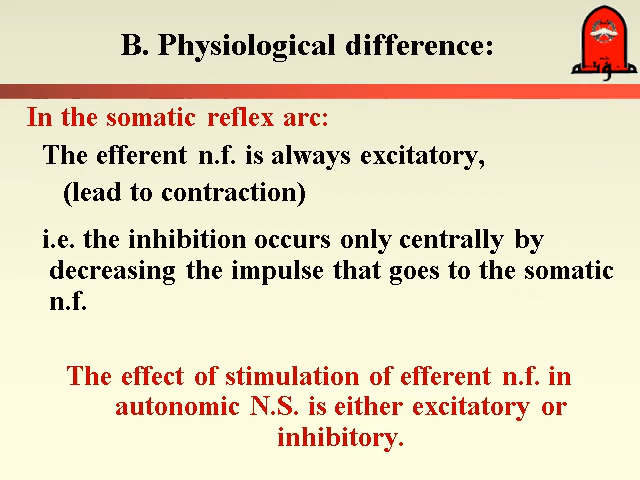 B. Physiological difference:
مؤتة
In the somatic reflex arc:
The efferent n.f. is always excitatory,
(lead to contraction)
i.e. the inhibition occurs only centrally by
decreasing the impulse that goes to the somatic
n.f.
The effect of stimulation of efferent n.f. in
autonomic N.S. is either excitatory or
inhibitory.